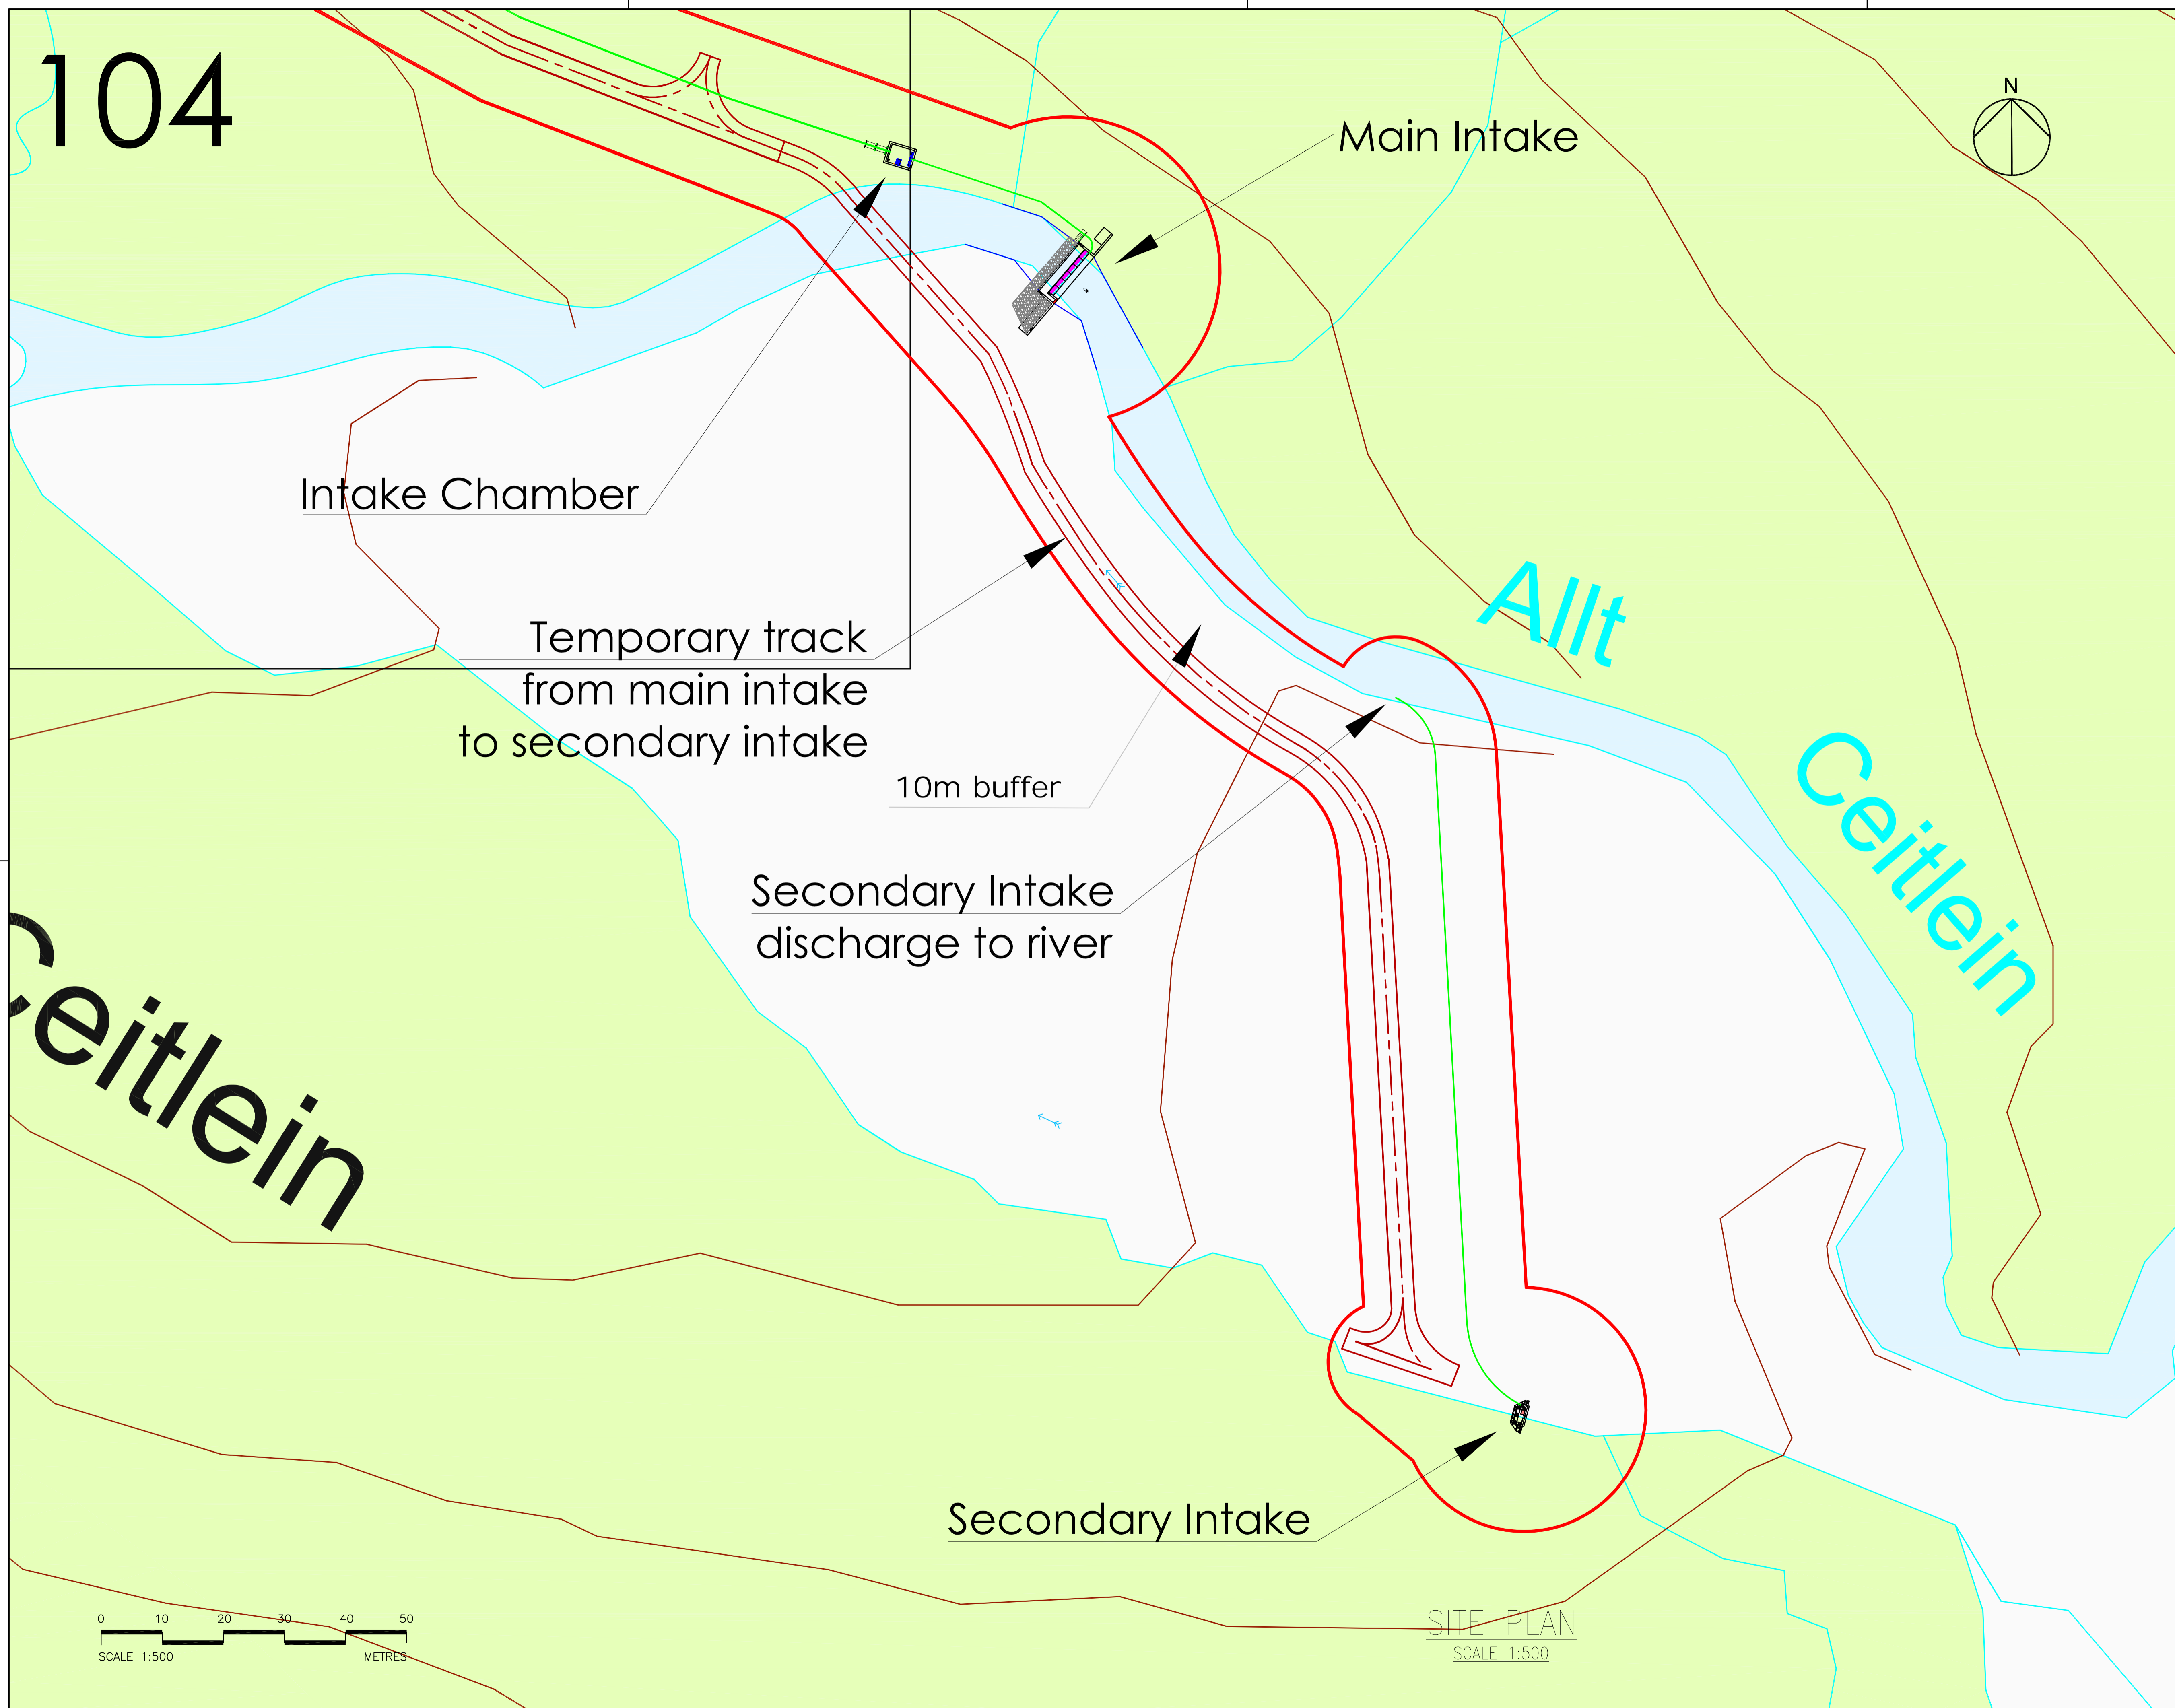 104
N
Main Intake
Intake Chamber
Allt
Temporary track
from main intake
to secondary intake
10m buffer
Ceitlein
Secondary Intake
discharge to river
Ceitlein
Secondary Intake
SITE PLAN
SCALE 1:500
0 10 20 30 40 50
SCALE 1:500 METRES